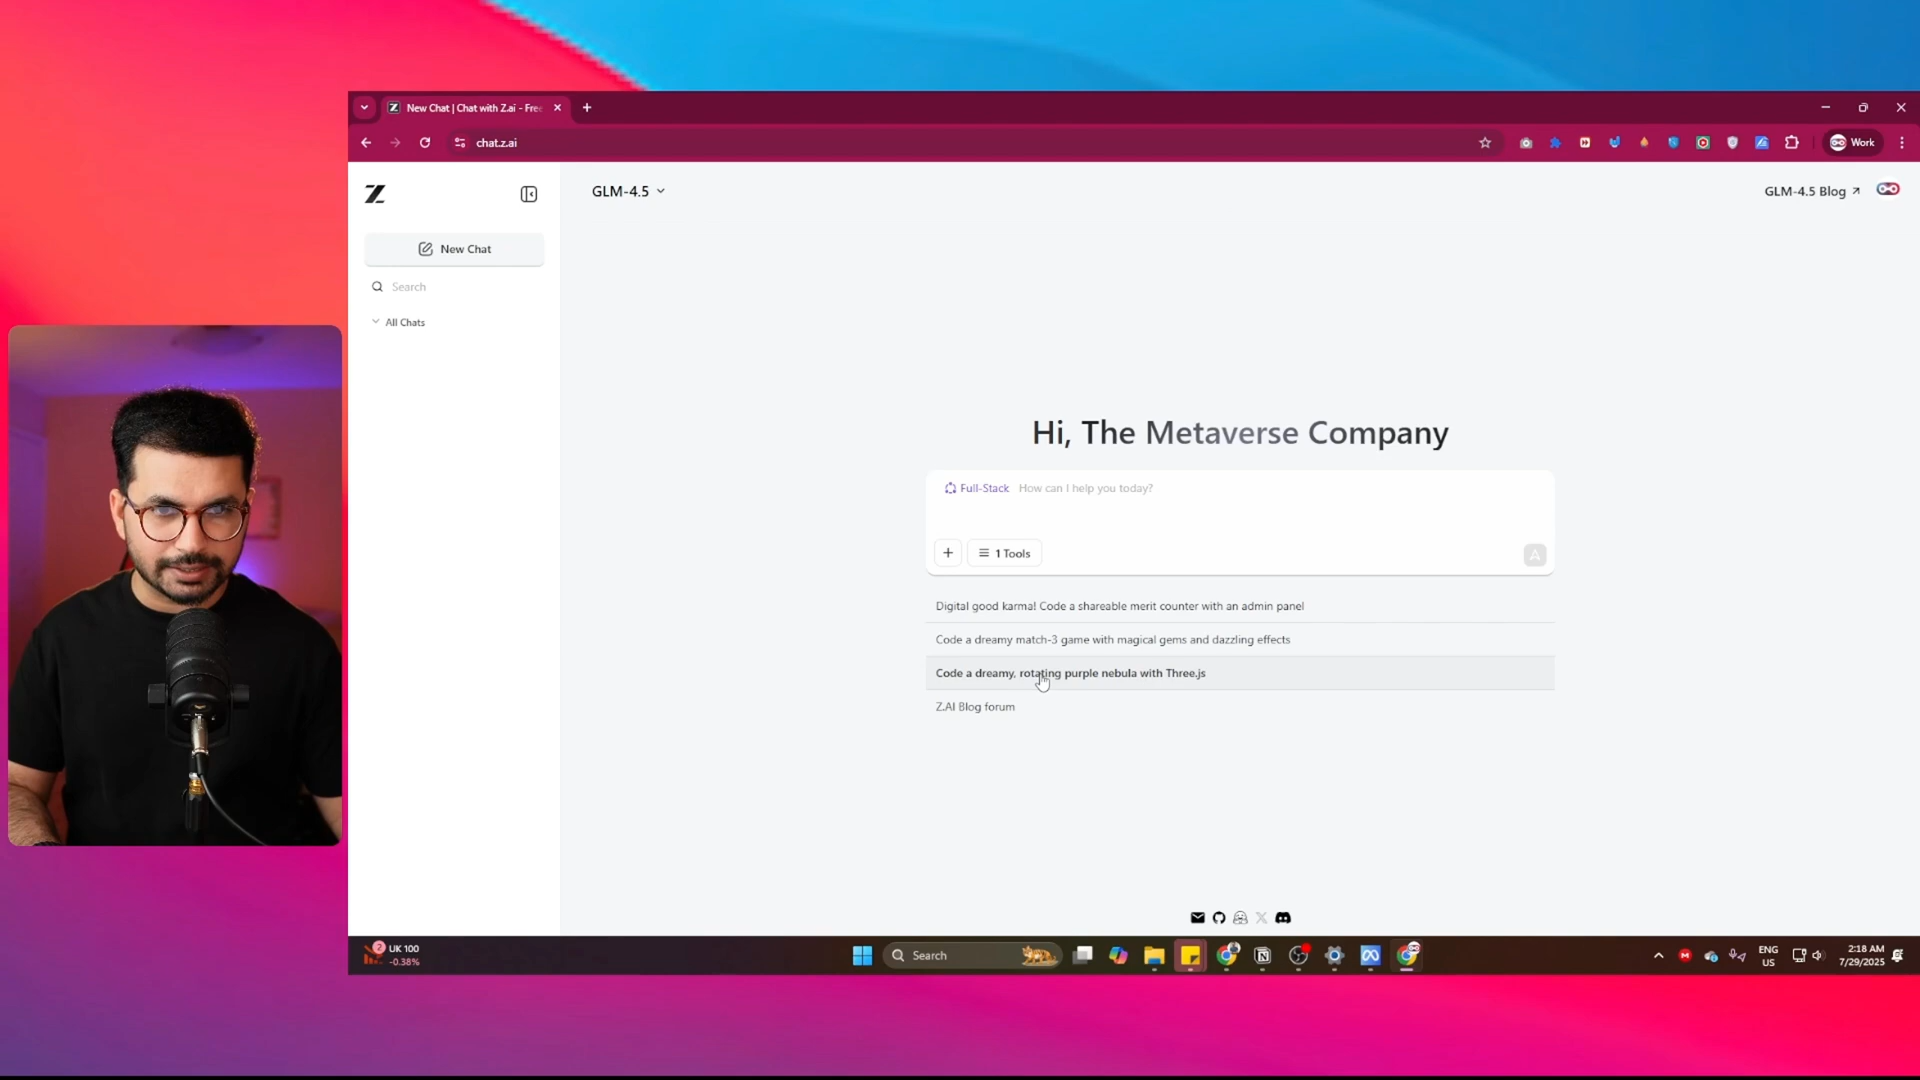 New Chat | Chat with Z.ai - Free
chat.z.ai
Work
GLM-4.5
GLM-4.5 Blog
New Chat
Search
All Chats
Hi, The Metaverse Company
Full-Stack How can I help you today?
1 Tools
Digital good karma! Code a shareable merit counter with an admin panel
Code a dreamy match-3 game with magical gems and dazzling effects
Code a dreamy, rotating purple nebula with Three.js
Z.AI Blog forum
2
UK 100
-0.38%
Search
ENG
US
2:18 AM
7/29/2025